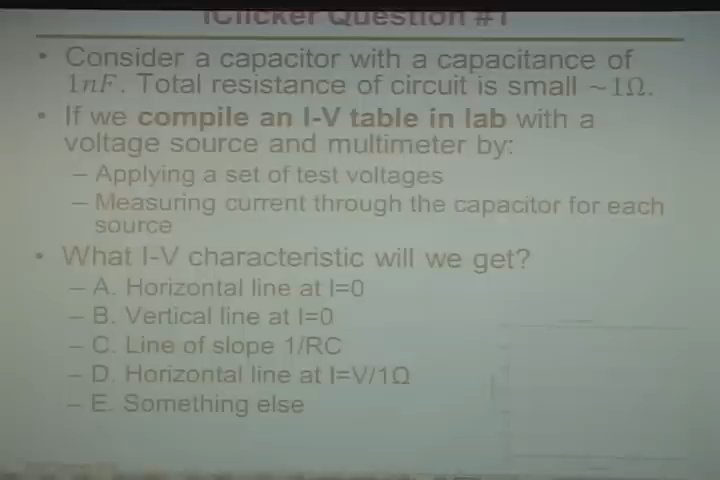 iClicker Question #1
• Consider a capacitor with a capacitance of
1nF. Total resistance of circuit is small ~1Ω.
• If we compile an I-V table in lab with a
voltage source and multimeter by:
– Applying a set of test voltages
– Measuring current through the capacitor for each
source
• What I-V characteristic will we get?
– A. Horizontal line at I=0
– B. Vertical line at I=0
– C. Line of slope 1/RC
– D. Horizontal line at I=V/1Ω
– E. Something else